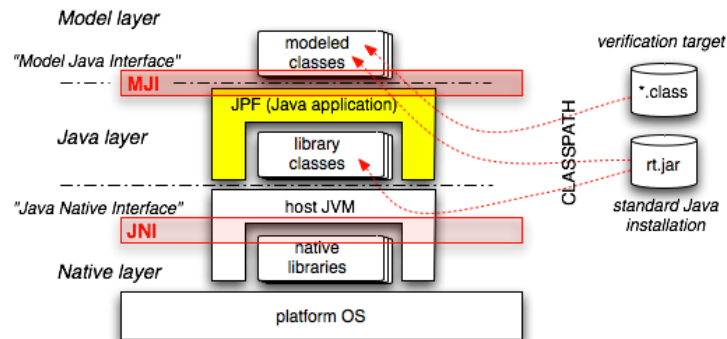 Model layer
modeled
classes
"Model Java Interface"
MJI
JPF (Java application)
Java layer
library
classes
"Java Native Interface"
host JVM
JNI
native
libraries
Native layer
platform OS
CLASSPATH
verification target
*.class
rt.jar
standard Java
installation